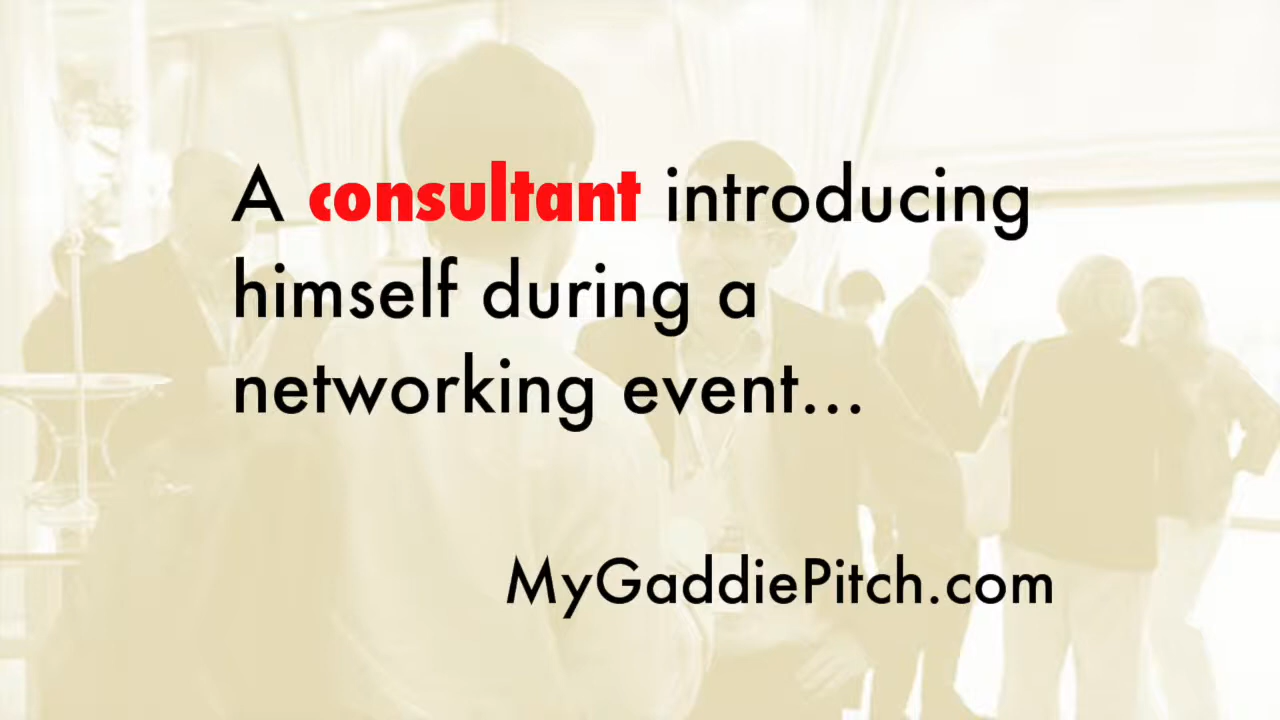 A consultant introducing
himself during a
networking event...
MyGaddiePitch.com